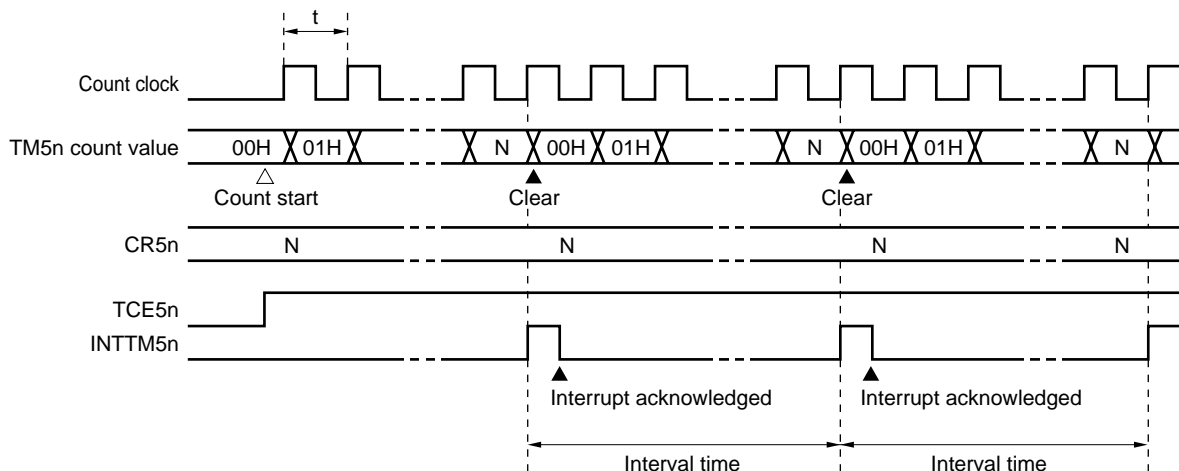 t
Count clock
TM5n count value 00H 01H N 00H 01H N 00H 01H N
Count start Clear Clear
CR5n N N N N
TCE5n
INTTM5n
Interrupt acknowledged Interrupt acknowledged
Interval time Interval time